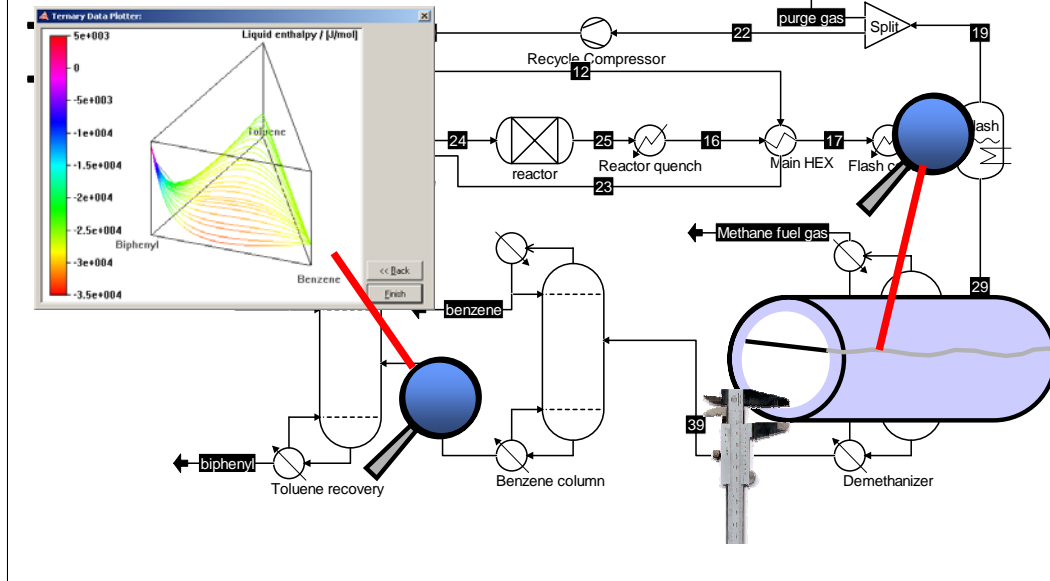 Ternary Data Plotter:
Liquid enthalpy / [J/mol]
5e+003
0
-5e+003
-1e+004
-1.5e+004
-2e+004
-2.5e+004
-3e+004
-3.5e+004
Toluene
Biphenyl
Benzene
<< Back
Finish
purge gas
Split
22
19
Recycle Compressor
12
24
25
16
17
reactor
Reactor quench
Main HEX
Flash c
lash
23
Methane fuel gas
29
benzene
39
biphenyl
Toluene recovery
Benzene column
Demethanizer